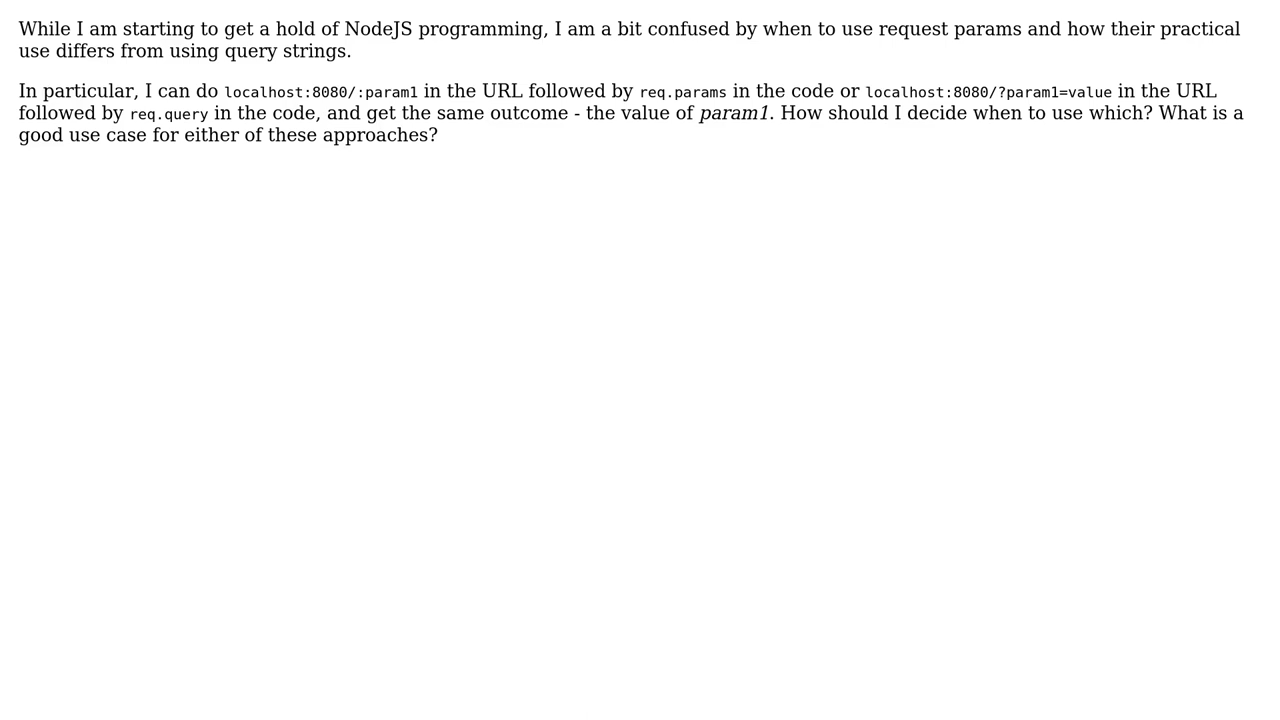 While I am starting to get a hold of NodeJS programming, I am a bit confused by when to use request params and how their practical
use differs from using query strings.
In particular, I can do localhost:8080/:param1 in the URL followed by req.params in the code or localhost:8080/?param1=value in the URL
followed by req.query in the code, and get the same outcome - the value of param1. How should I decide when to use which? What is a
good use case for either of these approaches?